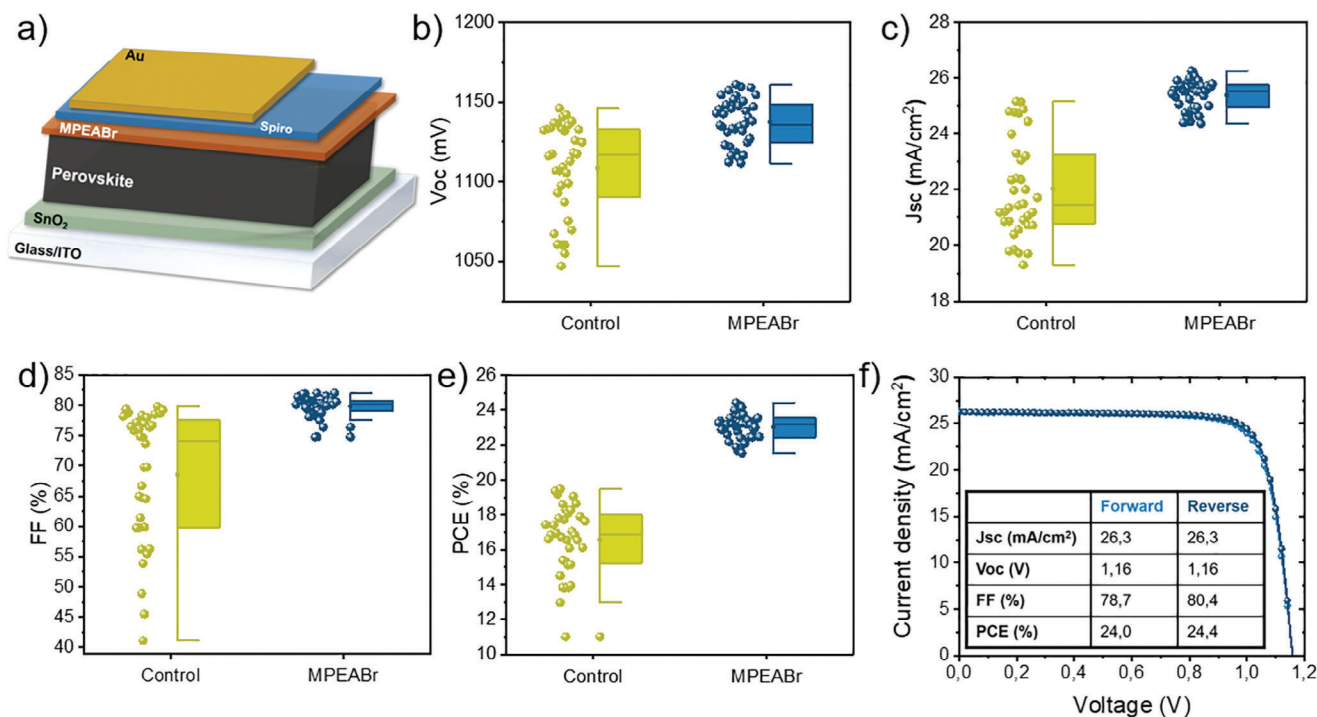 a)
Au
Spiro
MPEABr
Perovskite
SnO₂
Glass/ITO
b)
Voc (mV)
1200
1150
1100
1050
Control
MPEABr
c)
Jsc (mA/cm²)
28
26
24
22
20
18
Control
MPEABr
d)
FF (%)
85
80
75
70
65
60
55
50
45
40
Control
MPEABr
e)
PCE (%)
26
24
22
20
18
16
14
12
10
Control
MPEABr
f)
Current density (mA/cm²)
30
25
20
15
10
5
0
Forward Reverse
Jsc (mA/cm²) 26,3 26,3
Voc (V) 1,16 1,16
FF (%) 78,7 80,4
PCE (%) 24,0 24,4
0,0 0,2 0,4 0,6 0,8 1,0 1,2
Voltage (V)